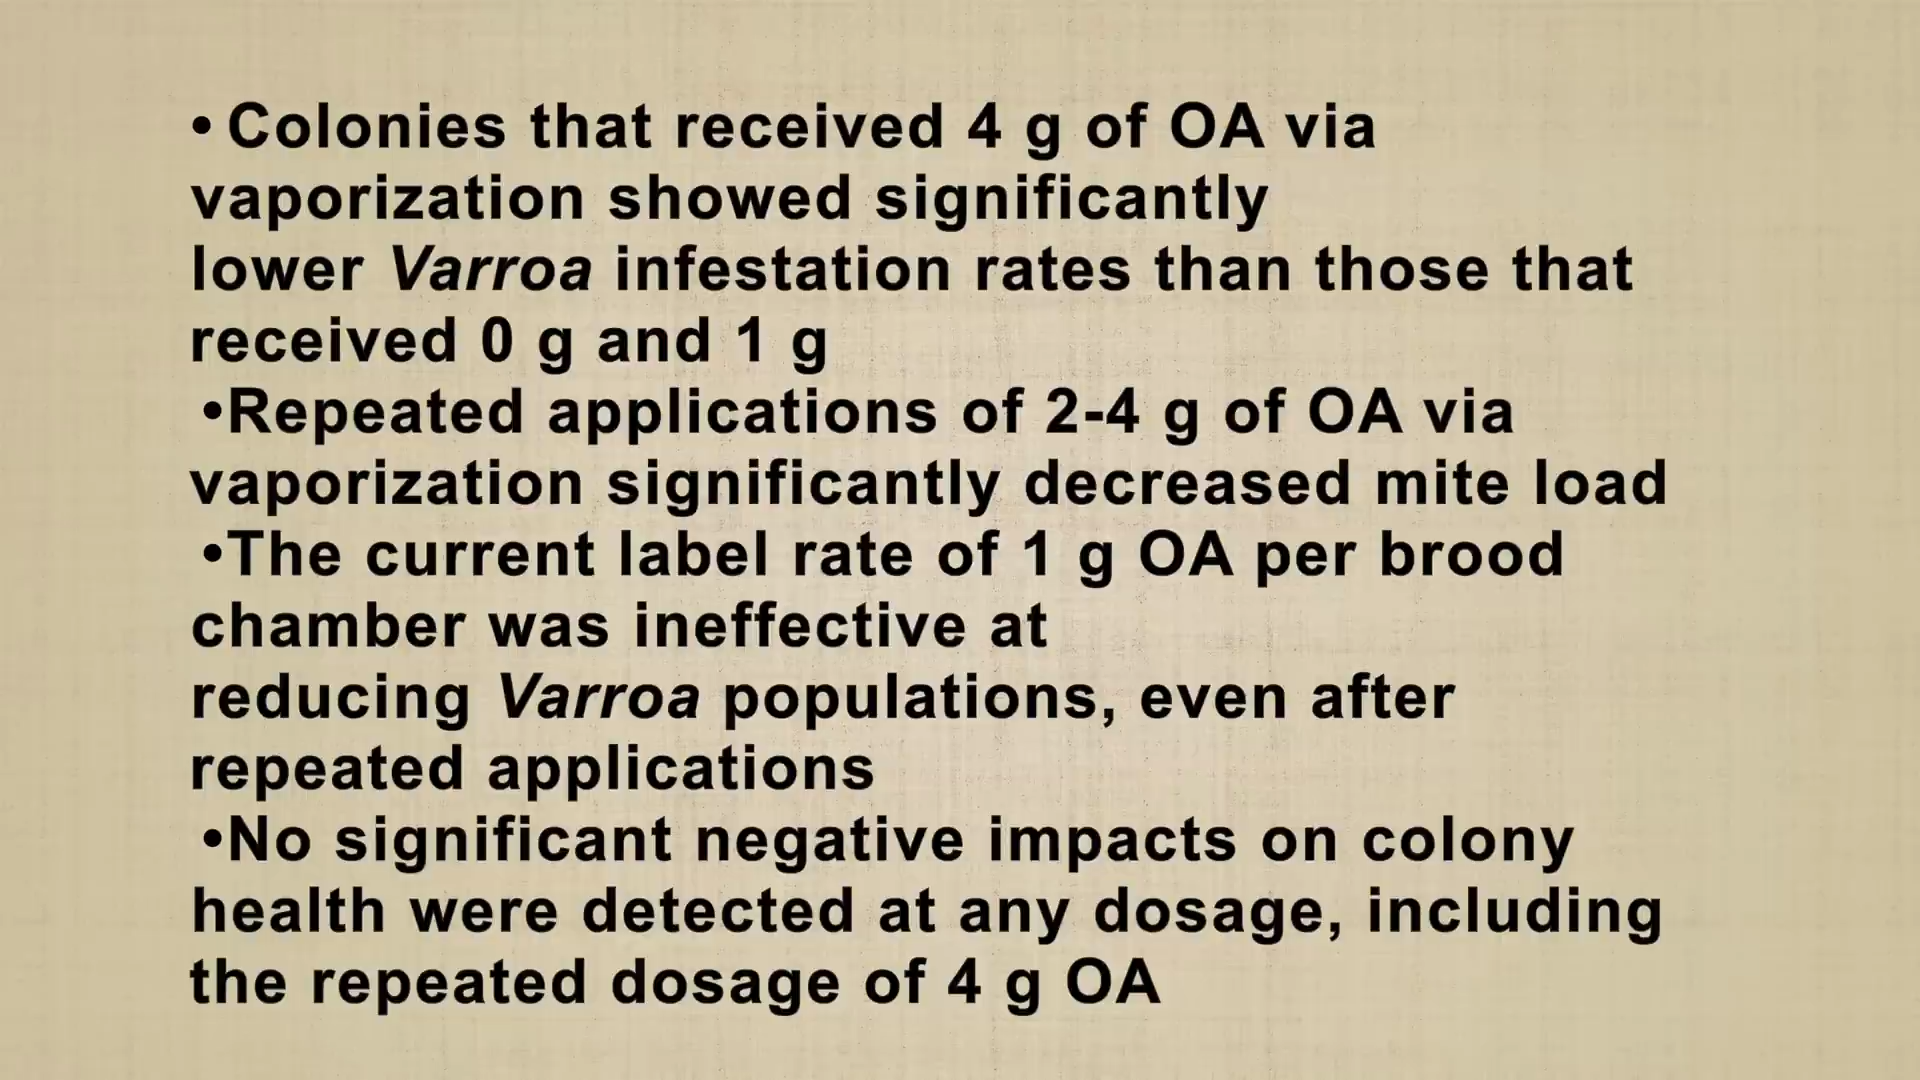 • Colonies that received 4 g of OA via
vaporization showed significantly
lower Varroa infestation rates than those that
received 0 g and 1 g
•Repeated applications of 2-4 g of OA via
vaporization significantly decreased mite load
•The current label rate of 1 g OA per brood
chamber was ineffective at
reducing Varroa populations, even after
repeated applications
•No significant negative impacts on colony
health were detected at any dosage, including
the repeated dosage of 4 g OA